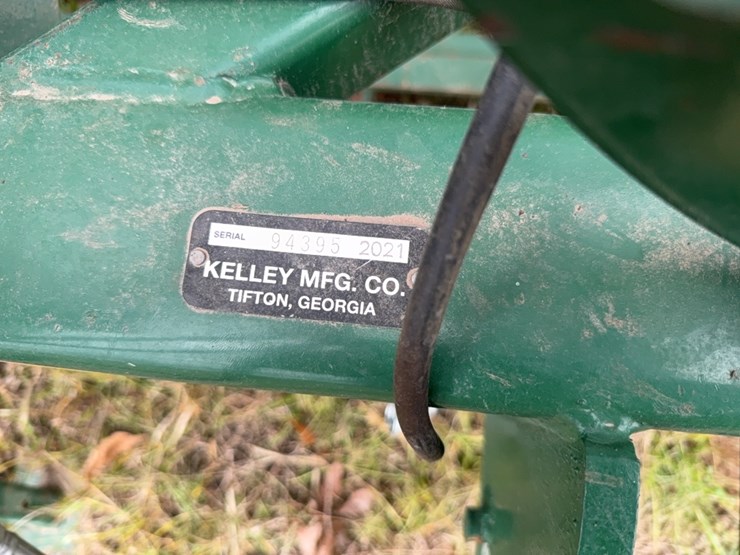 SERIAL 94395 2021
KELLEY MFG. CO.
TIFTON, GEORGIA